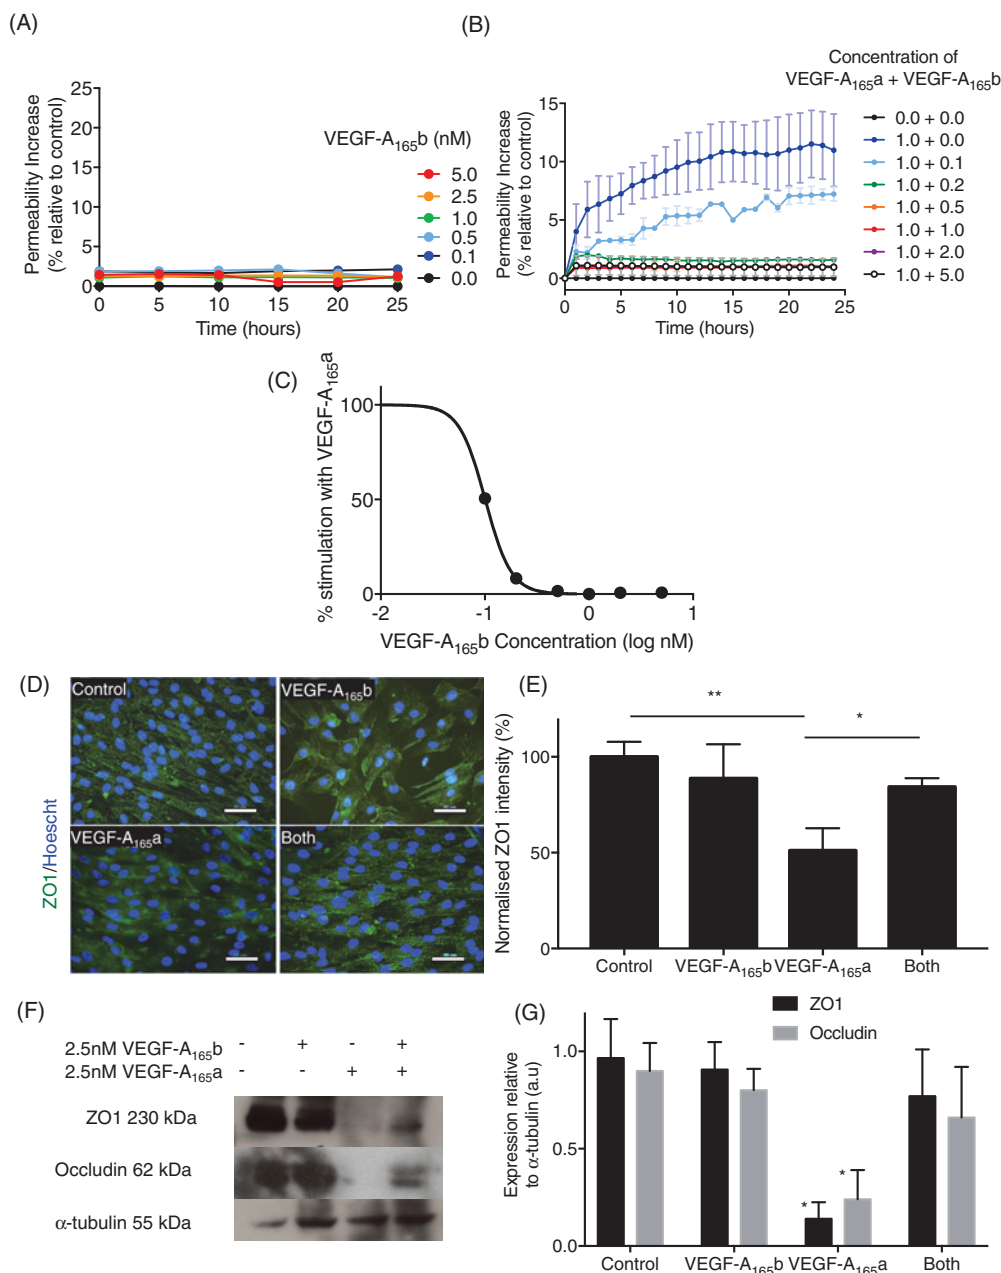 (A)
Permeability Increase
(% relative to control)
25
20
15
10
5
0
0 5 10 15 20 25
Time (hours)
VEGF-A165b (nM)
5.0
2.5
1.0
0.5
0.1
0.0
(B)
Permeability Increase
(% relative to control)
15
10
5
0
0 5 10 15 20 25
Time (hours)
Concentration of
VEGF-A165a + VEGF-A165b
0.0 + 0.0
1.0 + 0.0
1.0 + 0.1
1.0 + 0.2
1.0 + 0.5
1.0 + 1.0
1.0 + 2.0
1.0 + 5.0
(C)
% stimulation with VEGF-A165a
100
50
0
-2 -1 0 1
VEGF-A165b Concentration (log nM)
(D)
ZO1/Hoescht
Control
VEGF-A165b
VEGF-A165a
Both
(E)
Normalised ZO1 intensity (%)
100
50
0
**
*
Control VEGF-A165b VEGF-A165a Both
(F)
2.5nM VEGF-A165b - + - +
2.5nM VEGF-A165a - - + +
ZO1 230 kDa
Occludin 62 kDa
α-tubulin 55 kDa
(G)
ZO1
Occludin
Expression relative
to α-tubulin (a.u)
1.0
0.5
0.0
* *
Control VEGF-A165b VEGF-A165a Both